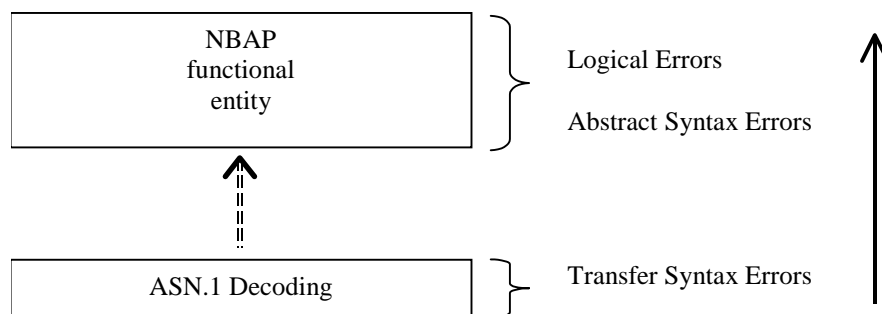 NBAP
functional
entity
Logical Errors
Abstract Syntax Errors
ASN.1 Decoding
Transfer Syntax Errors